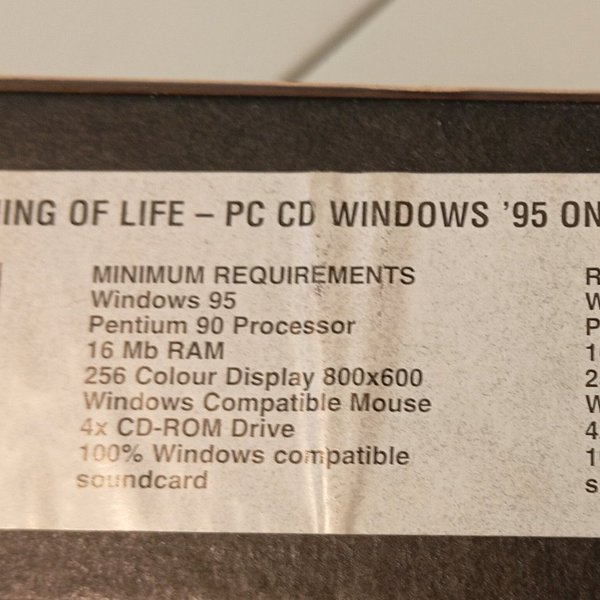 ING OF LIFE – PC CD WINDOWS '95 ON
MINIMUM REQUIREMENTS
Windows 95
Pentium 90 Processor
16 Mb RAM
256 Colour Display 800x600
Windows Compatible Mouse
4x CD-ROM Drive
100% Windows compatible
soundcard